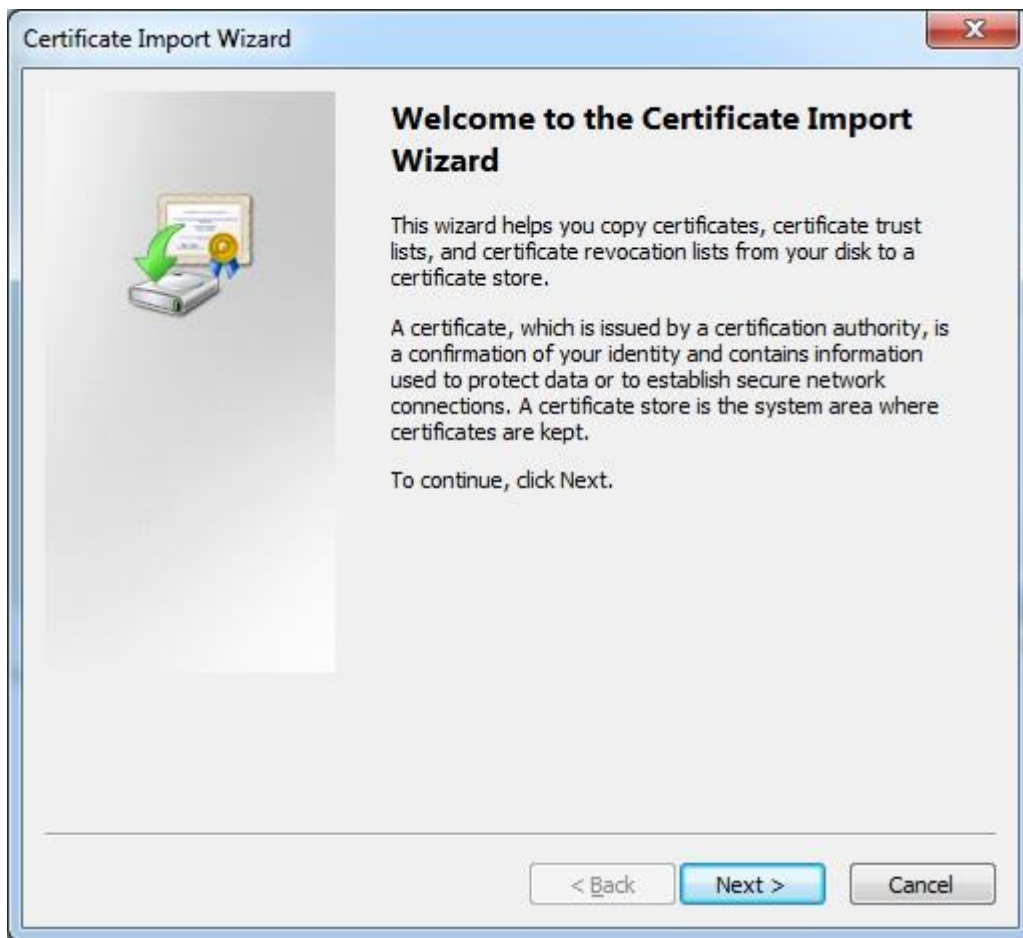 Certificate Import Wizard
Welcome to the Certificate Import
Wizard
This wizard helps you copy certificates, certificate trust
lists, and certificate revocation lists from your disk to a
certificate store.
A certificate, which is issued by a certification authority, is
a confirmation of your identity and contains information
used to protect data or to establish secure network
connections. A certificate store is the system area where
certificates are kept.
To continue, click Next.
< Back
Next >
Cancel